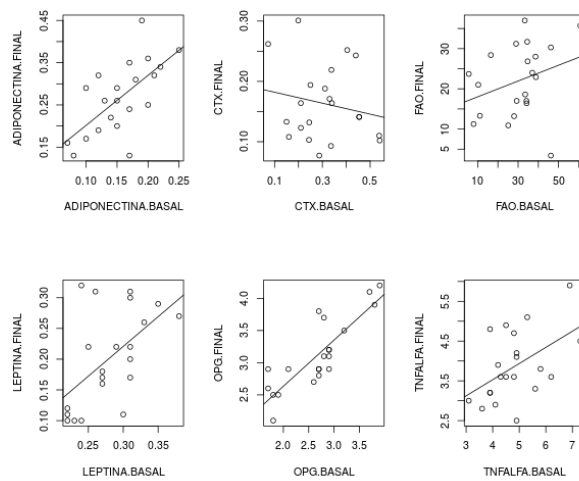 ADIPONECTINA.FINAL
0.15 0.25 0.35 0.45
0.10 0.15 0.20 0.25
ADIPONECTINA.BASAL
CTX.FINAL
0.10 0.20 0.30
0.1 0.3 0.5
CTX.BASAL
FAO.FINAL
5 15 20 30
10 30 50
FAO.BASAL
LEPTINA.FINAL
0.10 0.15 0.20 0.30
0.25 0.30 0.35
LEPTINA.BASAL
OPG.FINAL
2.5 3.0 3.5 4.0
2.0 2.5 3.0 3.5
OPG.BASAL
TNFALFA.FINAL
2.5 3.5 4.5 5.5
3 4 5 6 7
TNFALFA.BASAL